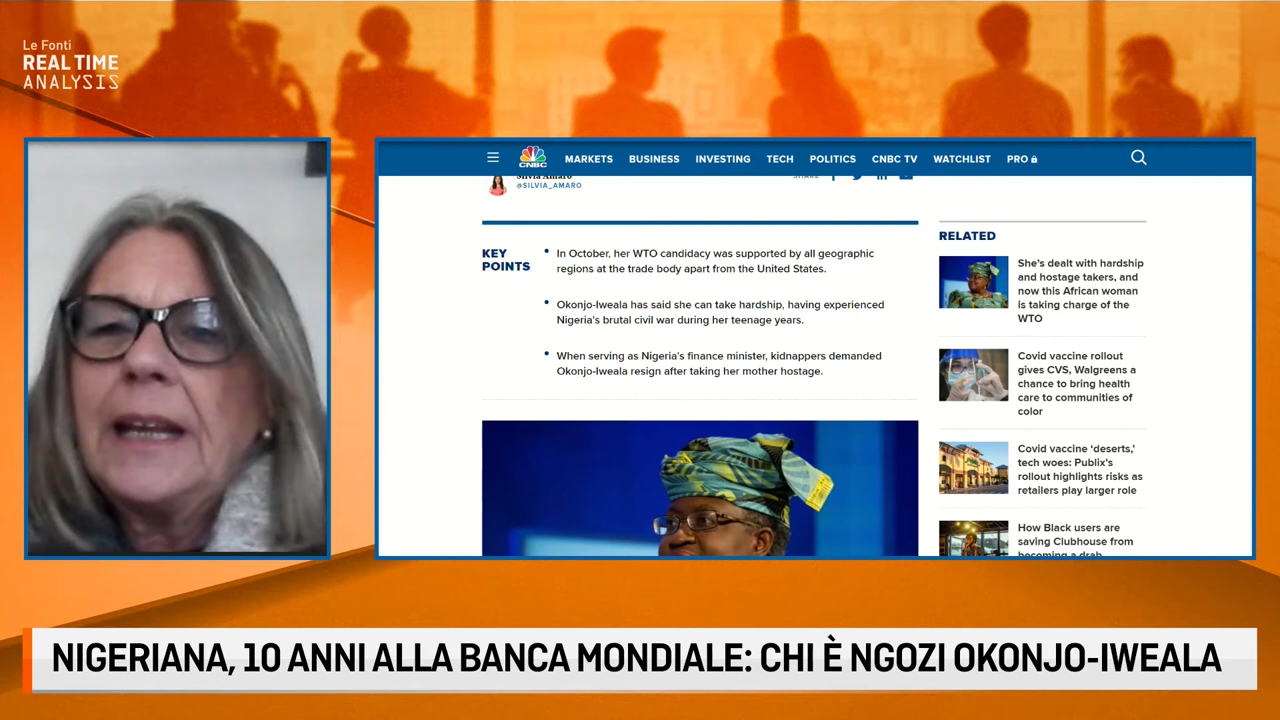 Le Fonti
REAL TIME
ANALYSIS
CNBC
MARKETS
BUSINESS
INVESTING
TECH
POLITICS
CNBC TV
WATCHLIST
PRO
Silvia Amaro
@SILVIA_AMARO
SHARE
KEY
POINTS
In October, her WTO candidacy was supported by all geographic
regions at the trade body apart from the United States.
Okonjo-Iweala has said she can take hardship, having experienced
Nigeria's brutal civil war during her teenage years.
When serving as Nigeria's finance minister, kidnappers demanded
Okonjo-Iweala resign after taking her mother hostage.
RELATED
She's dealt with hardship
and hostage takers, and
now this African woman
is taking charge of the
WTO
Covid vaccine rollout
gives CVS, Walgreens a
chance to bring health
care to communities of
color
Covid vaccine ‘deserts,’
tech woes: Publix's
rollout highlights risks as
retailers play larger role
How Black users are
saving Clubhouse from
becoming a drab
NIGERIANA, 10 ANNI ALLA BANCA MONDIALE: CHI È NGOZI OKONJO-IWEALA